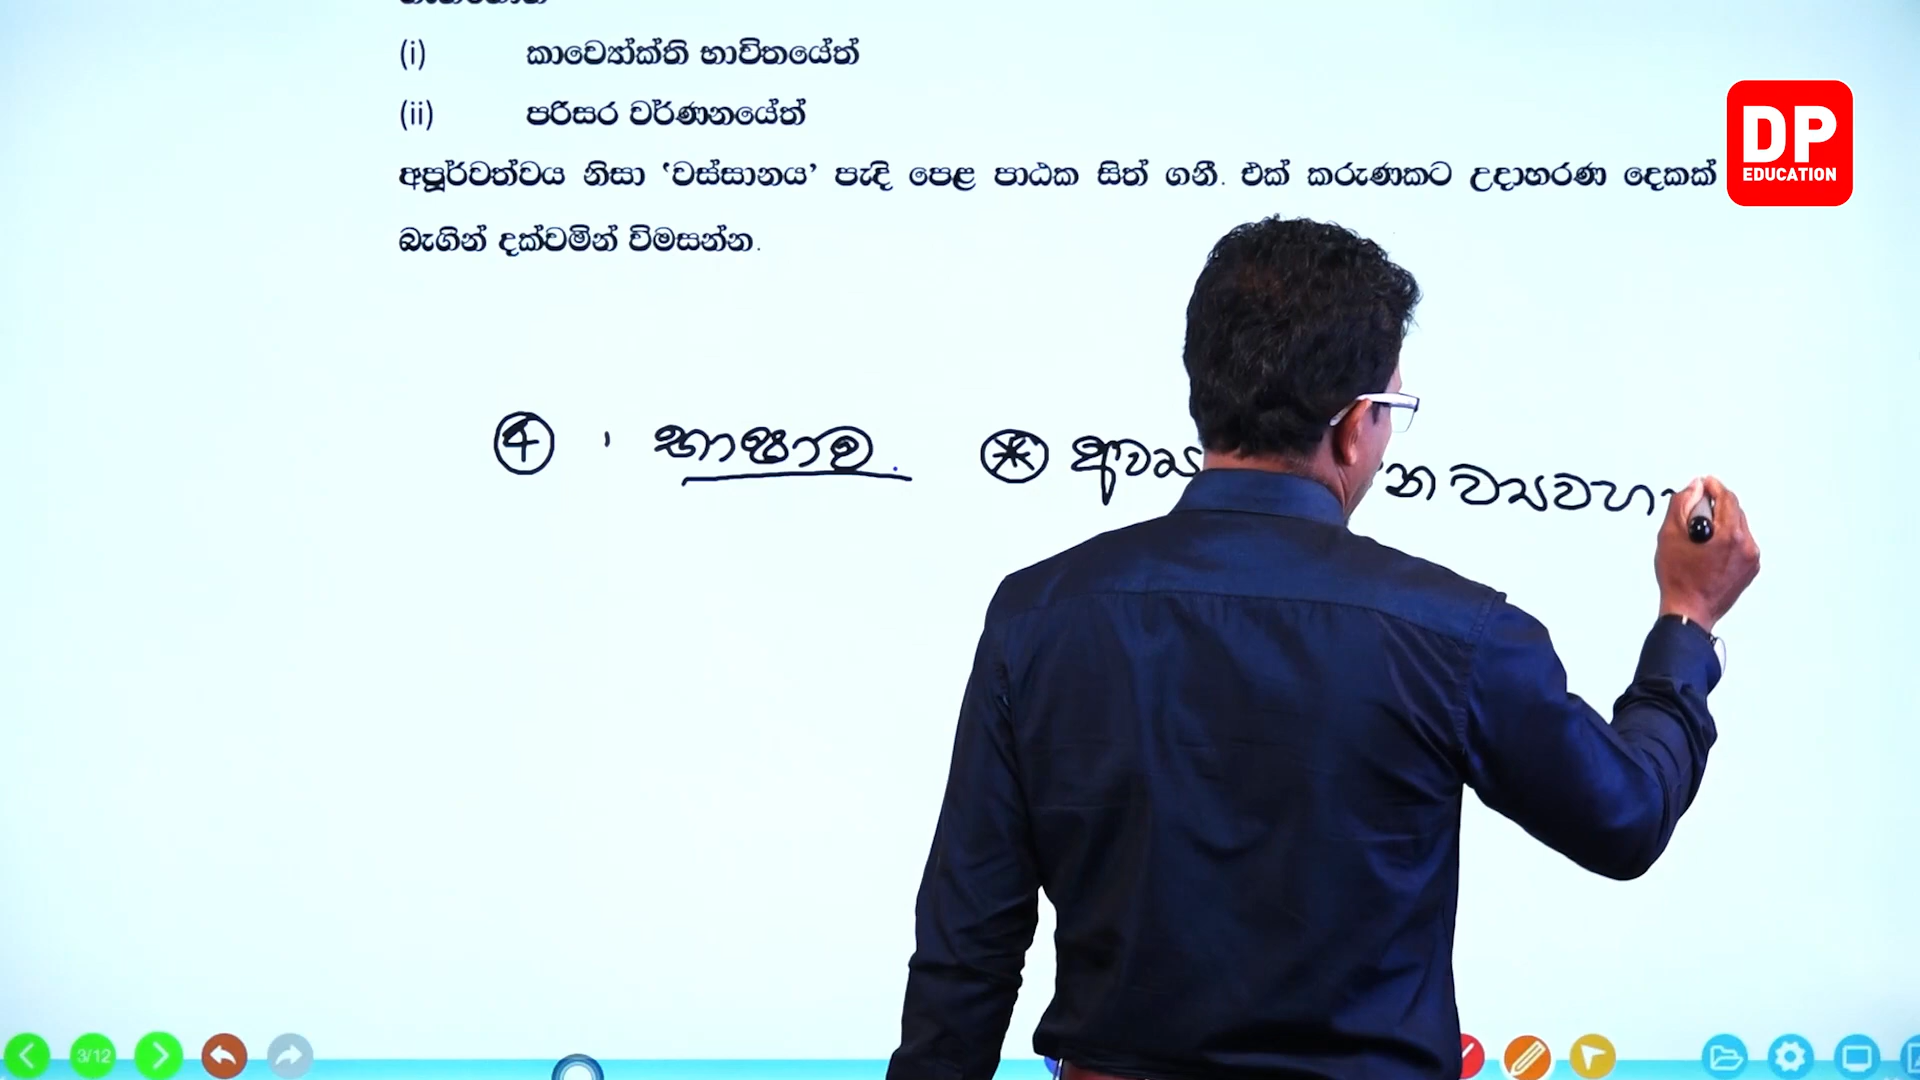 (i) කාව්‍යෝක්ති භාවිතයේත්
(ii) පරිසර වර්ණනයේත්
අපූර්වත්වය නිසා ‘වස්සානය’ පැදි පෙළ පාඨක සිත් ගනී. එක් කරුණකට උදාහරණ දෙකක්
බැගින් දක්වමින් විමසන්න.
DP
EDUCATION
4 භාෂාව.
3/12